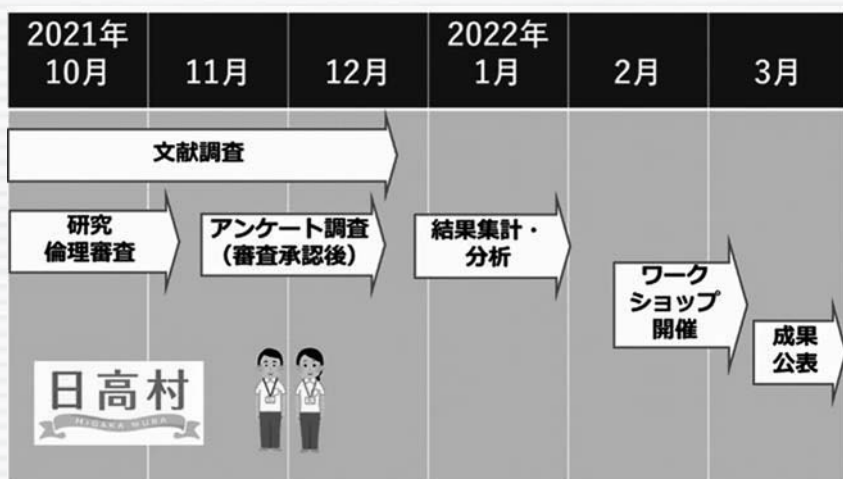 2021年
10月
11月
12月
2022年
1月
2月
3月
文献調査
研究
倫理審査
アンケート調査
（審査承認後）
結果集計・
分析
ワーク
ショップ
開催
成果
公表
日高村
HIDAKA MURA